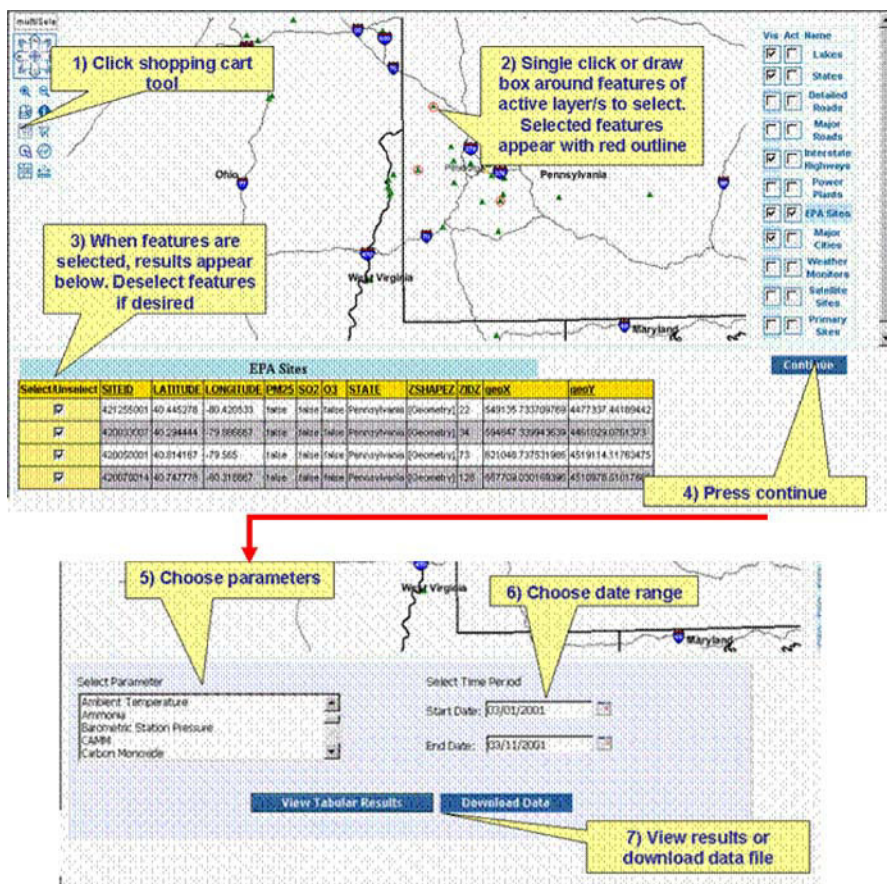 multiSele
1) Click shopping cart
tool
2) Single click or draw
box around features of
active layer/s to select.
Selected features
appear with red outline
Ohio
Pennsylvania
West Virginia
Maryland
3) When features are
selected, results appear
below. Deselect features
if desired
Vis Act Name
Lakes
States
Detailed
Roads
Major
Roads
Interstate
Highways
Power
Plants
EPA Sites
Major
Cities
Weather
Monitors
Satellite
Sites
Primary
Sites
EPA Sites
Continue
Select/Unselect SITEID LATITUDE LONGITUDE PM25 SO2 O3 STATE ZSHAPEZ ZIDZ geoX geoY
421255001 40.445278 -80.420833 false false false Pennsylvania [Geometry] 22
false false false Pennsylvania [Geometry] 34
420050001 40.814167 -79.565 false false false Pennsylvania [Geometry] 73
420070014 40.747778 false false false Pennsylvania [Geometry]
4) Press continue
5) Choose parameters
6) Choose date range
West Virginia
Maryland
Select Parameter
Ambient Temperature
Ammonia
Barometric Station Pressure
CAMM
Carbon Monoxide
Select Time Period
Start Date: 03/01/2001
End Date: 03/11/2001
View Tabular Results
Download Data
7) View results or
download data file